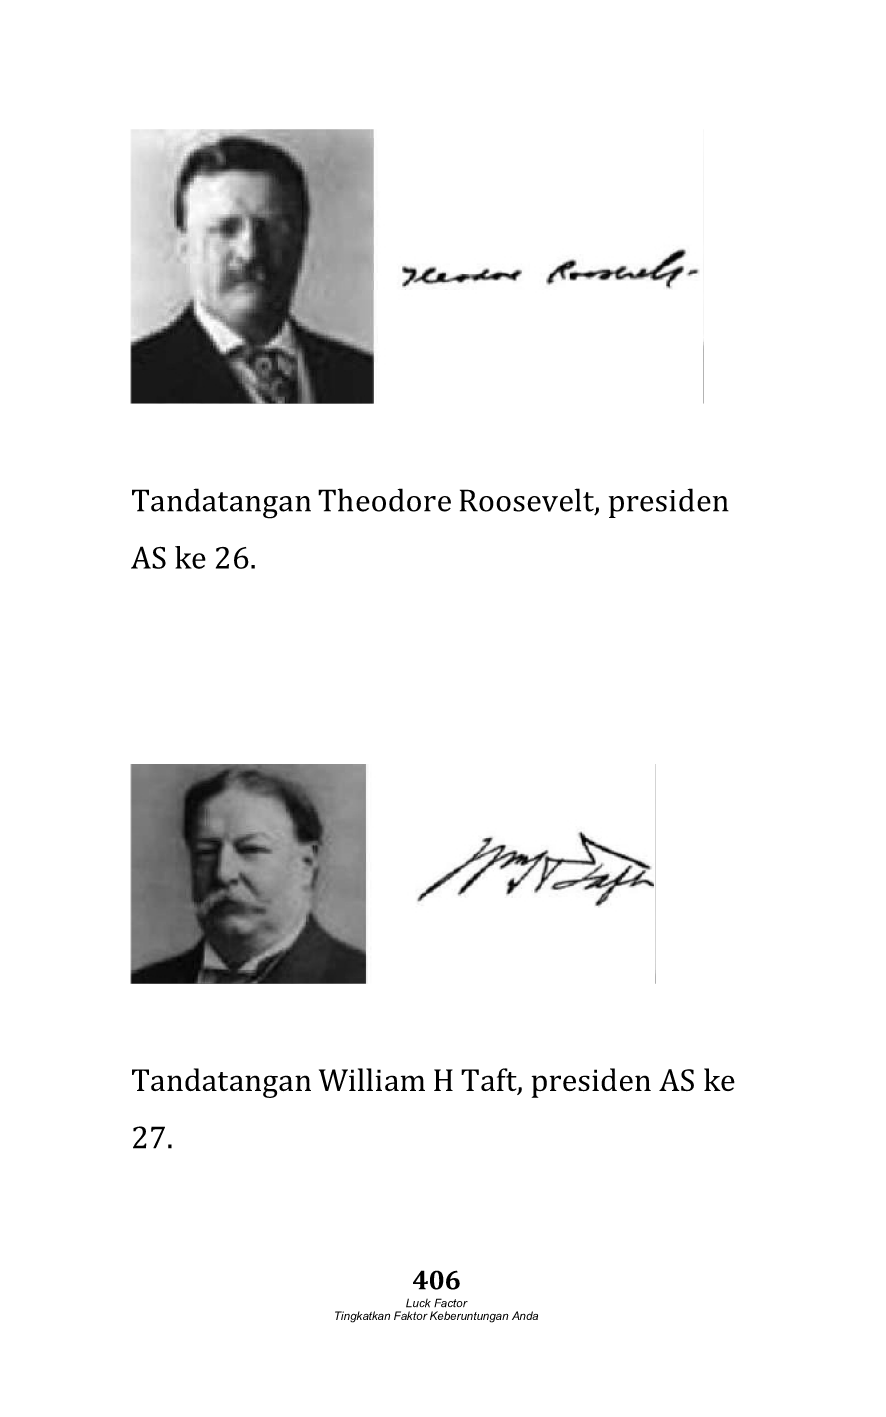 Theodore Roosevelt
Tandatangan Theodore Roosevelt, presiden
AS ke 26.
Wm H Taft
Tandatangan William H Taft, presiden AS ke
27.
406
Luck Factor
Tingkatkan Faktor Keberuntungan Anda